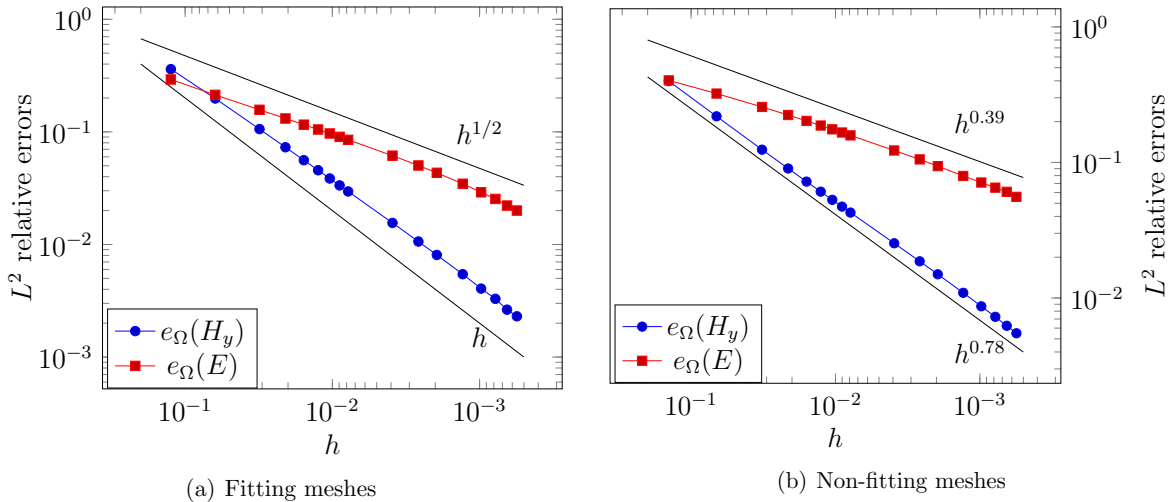 10^0
10^-1
10^-2
10^-3
L^2 relative errors
h^{1/2}
h
e_Ω(H_y)
e_Ω(E)
10^-1
10^-2
10^-3
h
(a) Fitting meshes
10^0
10^-1
10^-2
L^2 relative errors
h^{0.39}
h^{0.78}
e_Ω(H_y)
e_Ω(E)
10^-1
10^-2
10^-3
h
(b) Non-fitting meshes